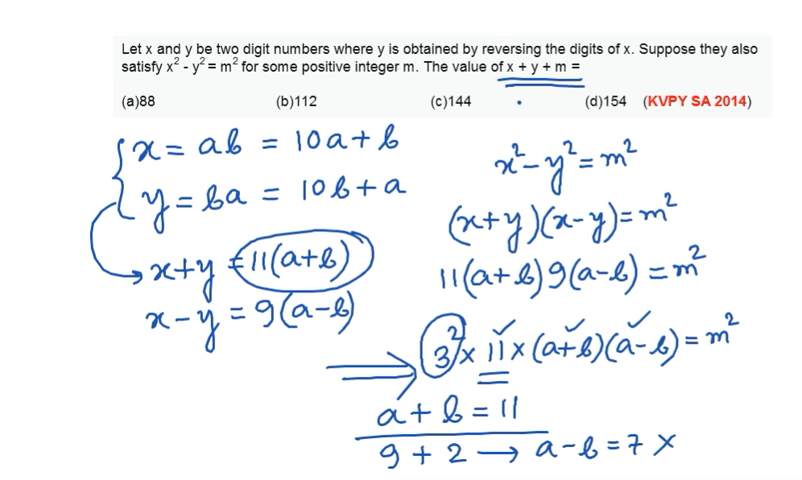 Let x and y be two digit numbers where y is obtained by reversing the digits of x. Suppose they also
satisfy x² - y² = m² for some positive integer m. The value of x + y + m =
(a)88 (b)112 (c)144 (d)154 (KVPY SA 2014)
x = ab = 10a + b
y = ba = 10b + a
x+y = 11(a+b)
x - y = 9(a-b)
x² - y² = m²
(x+y)(x-y) = m²
11(a+b)9(a-b) = m²
⟹ 3² × 11 × (a+b)(a-b) = m²
a + b = 11
9 + 2 → a-b = 7 ×